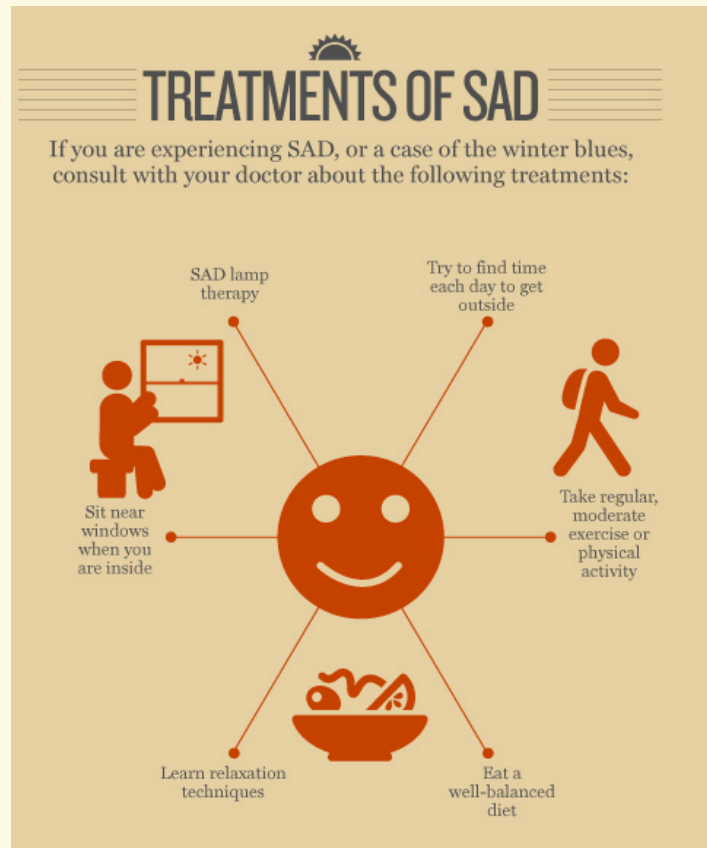 TREATMENTS OF SAD
If you are experiencing SAD, or a case of the winter blues,
consult with your doctor about the following treatments:
SAD lamp
therapy
Try to find time
each day to get
outside
Sit near
windows
when you
are inside
Take regular,
moderate
exercise or
physical
activity
Learn relaxation
techniques
Eat a
well-balanced
diet